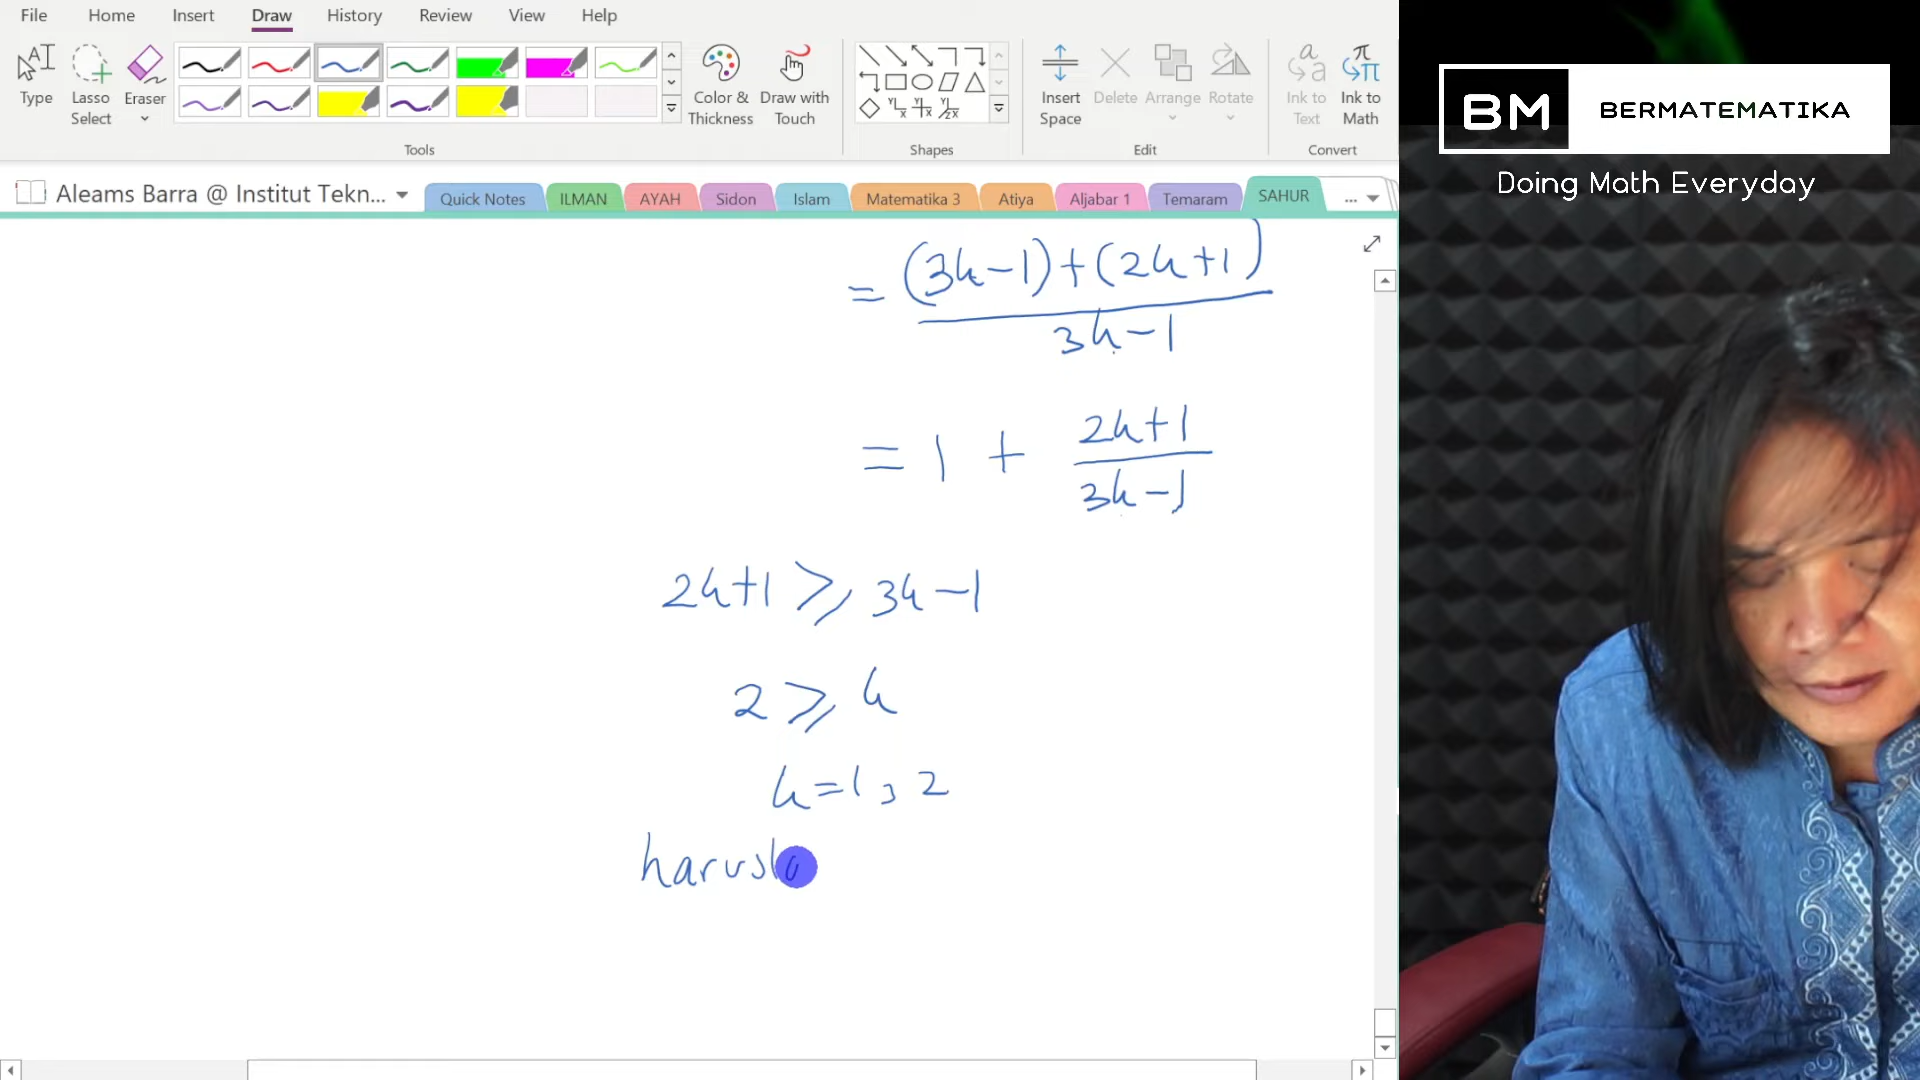 File Home Insert Draw History Review View Help
Type
Lasso Select
Eraser
Color & Thickness
Draw with Touch
Insert Space
Delete
Arrange
Rotate
Ink to Text
Ink to Math
Tools
Shapes
Edit
Convert
Aleams Barra @ Institut Tekn...
Quick Notes ILMAN AYAH Sidon Islam Matematika 3 Atiya Aljabar 1 Temaram SAHUR ...
BM BERMATEMATIKA
Doing Math Everyday
= (3k-1)+(2k+1)
3k-1
= 1 + 2k+1
3k-1
2k+1 ⩾ 3k-1
2 ⩾ k
k=1, 2
harusl